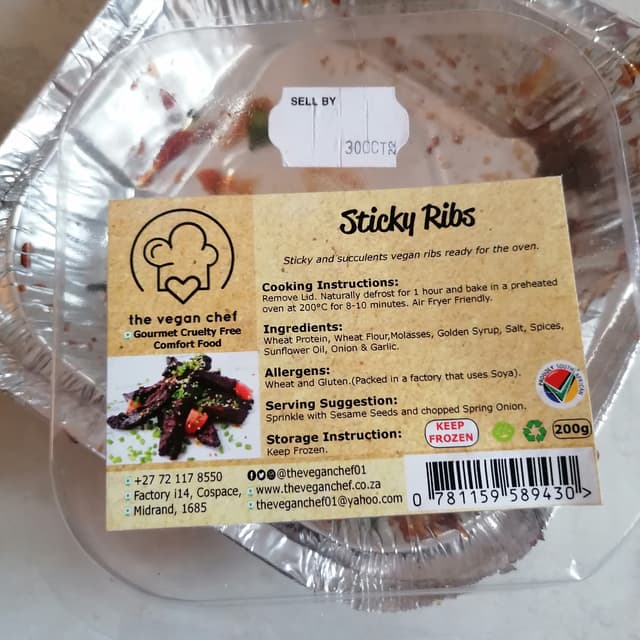 SELL BY
30OCT
Sticky Ribs
Sticky and succulents vegan ribs ready for the oven.
the vegan chef
Gourmet Cruelty Free
Comfort Food
Cooking Instructions:
Remove Lid. Naturally defrost for 1 hour and bake in a preheated
oven at 200°C for 8-10 minutes. Air Fryer Friendly.
Ingredients:
Wheat Protein, Wheat Flour,Molasses, Golden Syrup, Salt, Spices,
Sunflower Oil, Onion & Garlic.
Allergens:
Wheat and Gluten.(Packed in a factory that uses Soya).
Serving Suggestion:
Sprinkle with Sesame Seeds and chopped Spring Onion.
Storage Instruction:
Keep Frozen.
KEEP
FROZEN
PROUDLY SOUTH AFRICAN
200g
+27 72 117 8550
Factory i14, Cospace,
Midrand, 1685
@theveganchef01
www.theveganchef.co.za
theveganchef01@yahoo.com
0 781159 589430 >